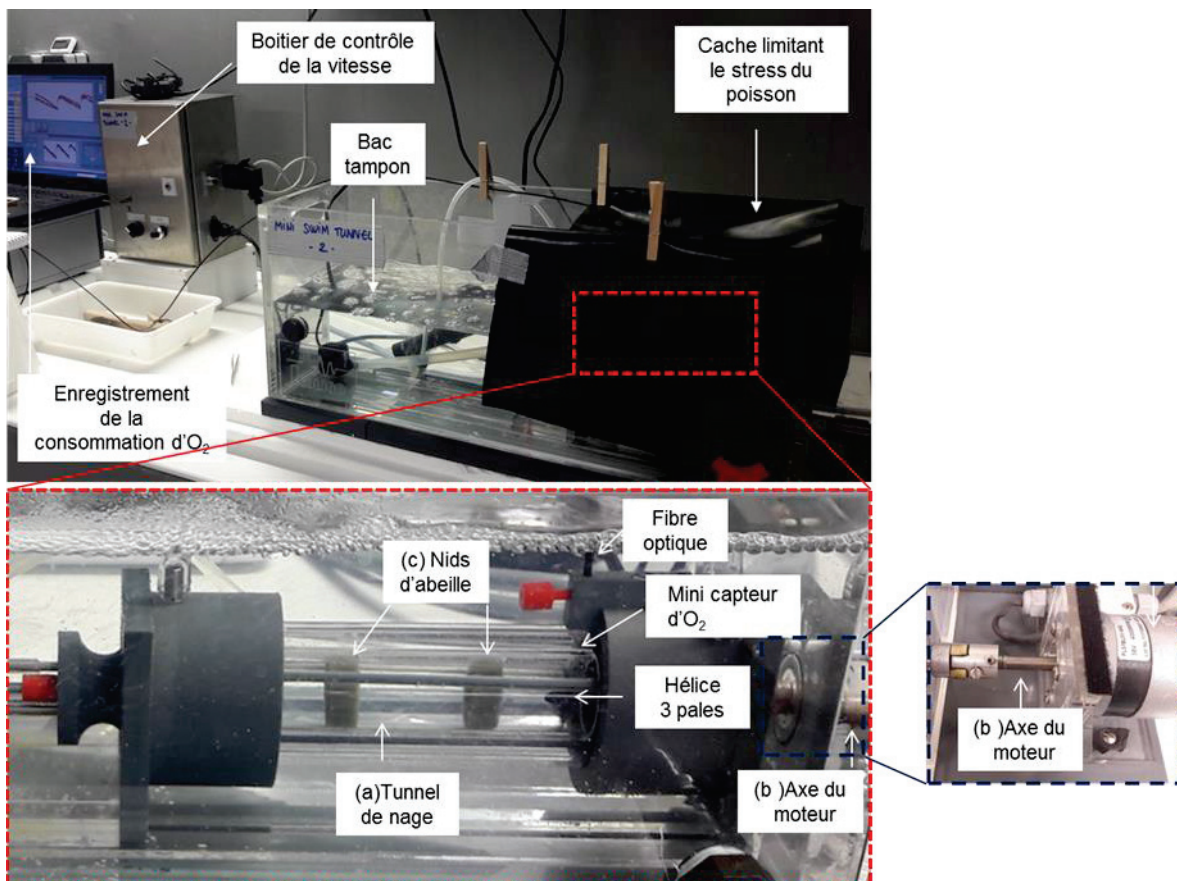 Boitier de contrôle
de la vitesse
Cache limitant
le stress du
poisson
Bac
tampon
MINI SWIM TUNNEL
- 2 -
Enregistrement
de la
consommation d'O₂
Fibre
optique
(c) Nids
d'abeille
Mini capteur
d'O₂
Hélice
3 pales
(a)Tunnel
de nage
(b )Axe du
moteur
(b )Axe du
moteur